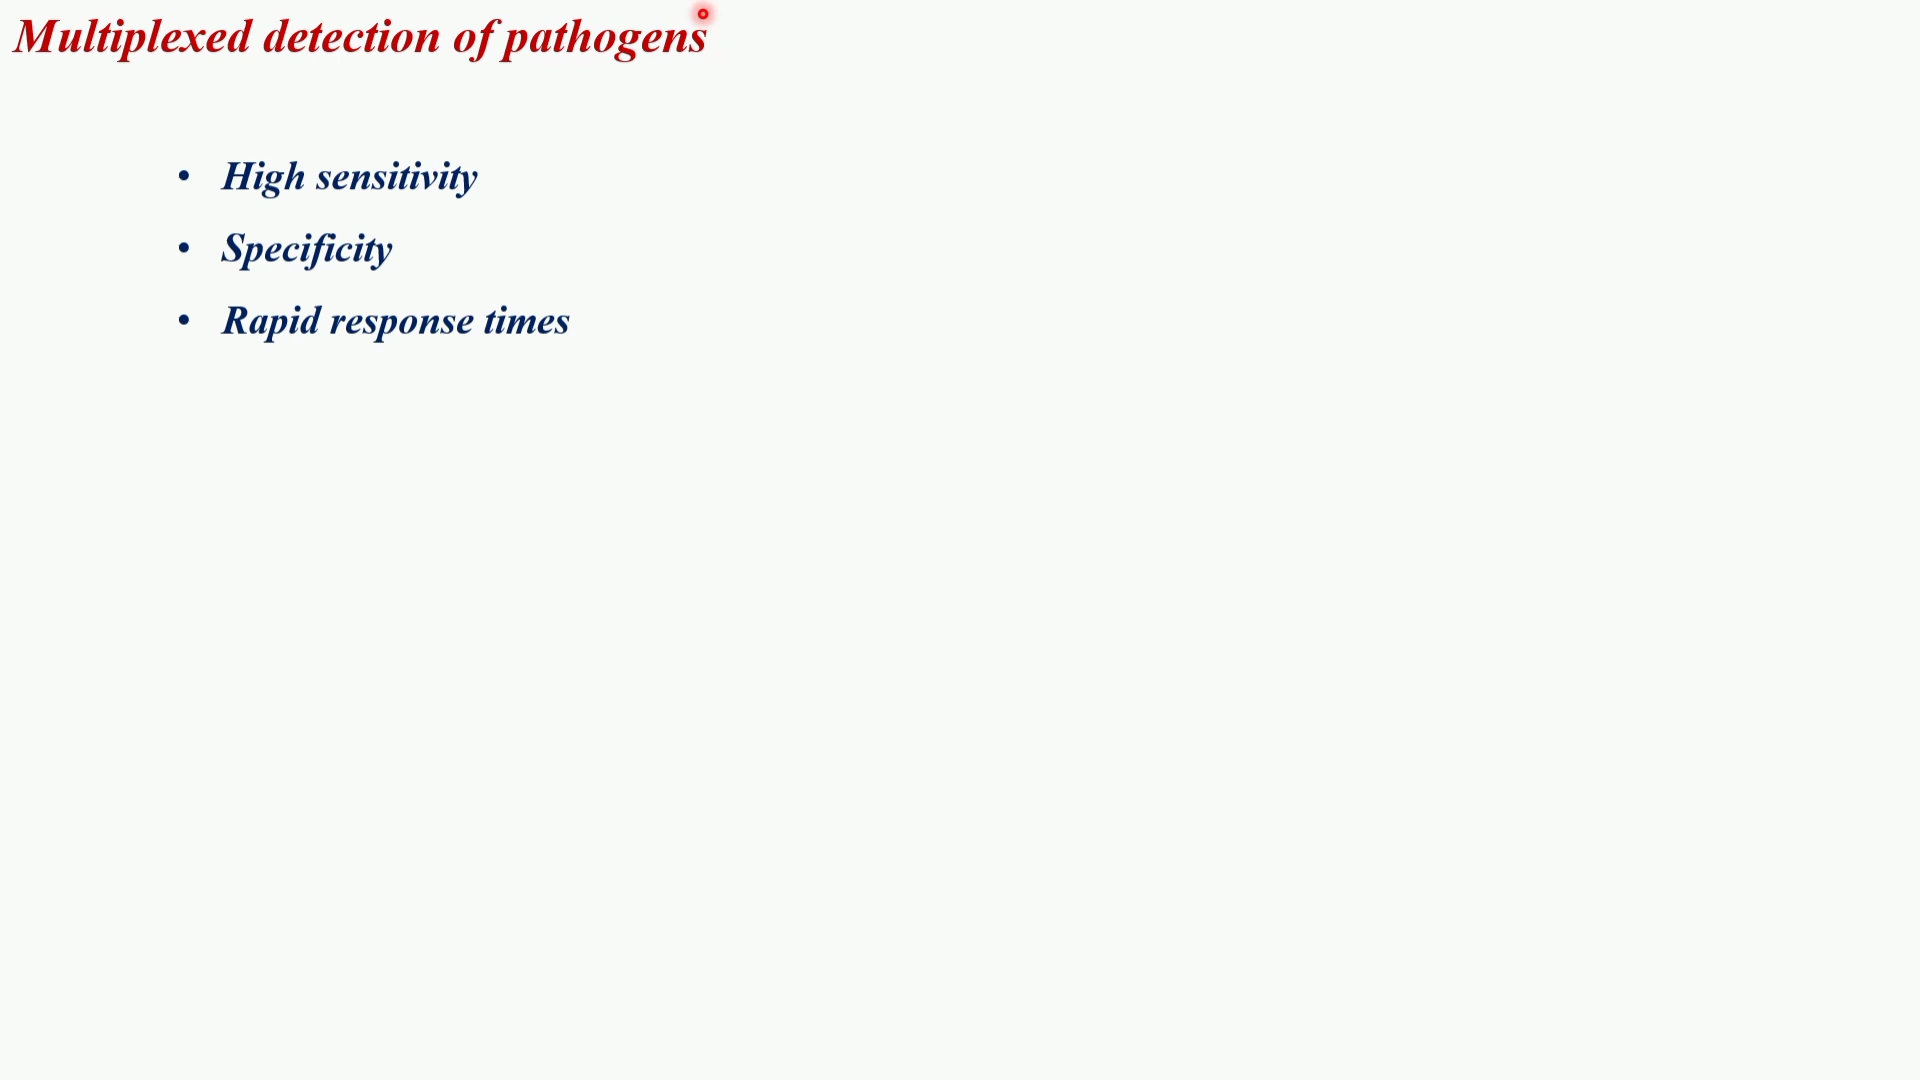 Multiplexed detection of pathogens
• High sensitivity
• Specificity
• Rapid response times